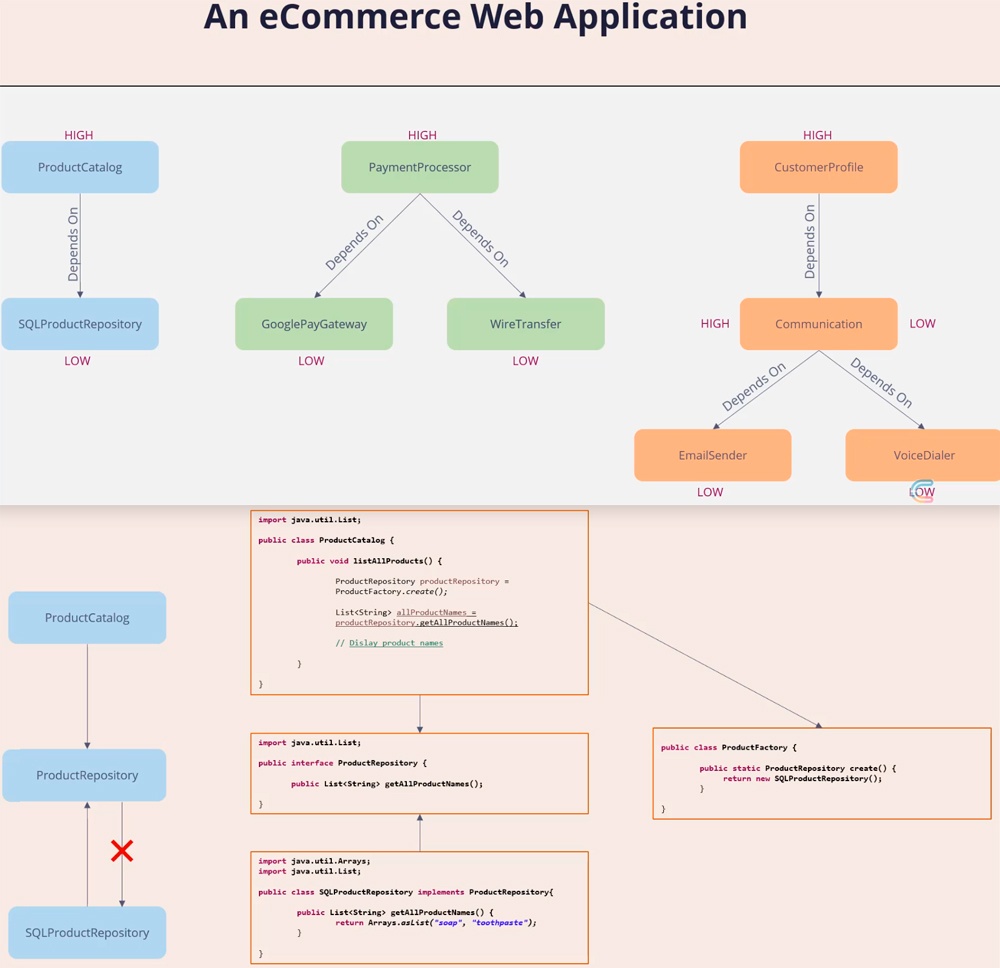 An eCommerce Web Application
HIGH
HIGH
HIGH
ProductCatalog
PaymentProcessor
CustomerProfile
Depends On
Depends On
Depends On
Depends On
SQLProductRepository
GooglePayGateway
WireTransfer
HIGH
Communication
LOW
LOW
LOW
LOW
Depends On
Depends On
EmailSender
VoiceDialer
LOW
LOW
import java.util.List;
public class ProductCatalog {
public void listAllProducts() {
ProductRepository productRepository =
ProductFactory.create();
List<String> allProductNames =
productRepository.getAllProductNames();
// Dislay product names
}
}
ProductCatalog
ProductRepository
SQLProductRepository
import java.util.List;
public interface ProductRepository {
public List<String> getAllProductNames();
}
public class ProductFactory {
public static ProductRepository create() {
return new SQLProductRepository();
}
}
import java.util.Arrays;
import java.util.List;
public class SQLProductRepository implements ProductRepository{
public List<String> getAllProductNames() {
return Arrays.asList("soap", "toothpaste");
}
}